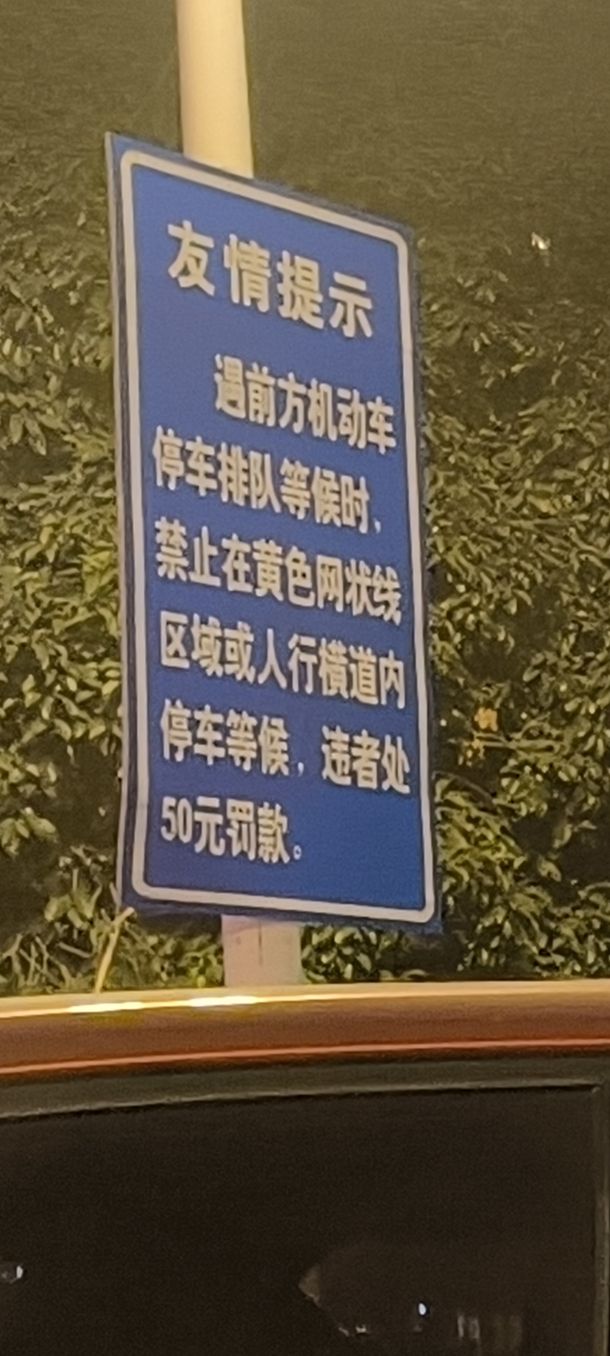 友情提示
遇前方机动车
停车排队等候时，
禁止在黄色网状线
区域或人行横道内
停车等候，违者处
50元罚款。